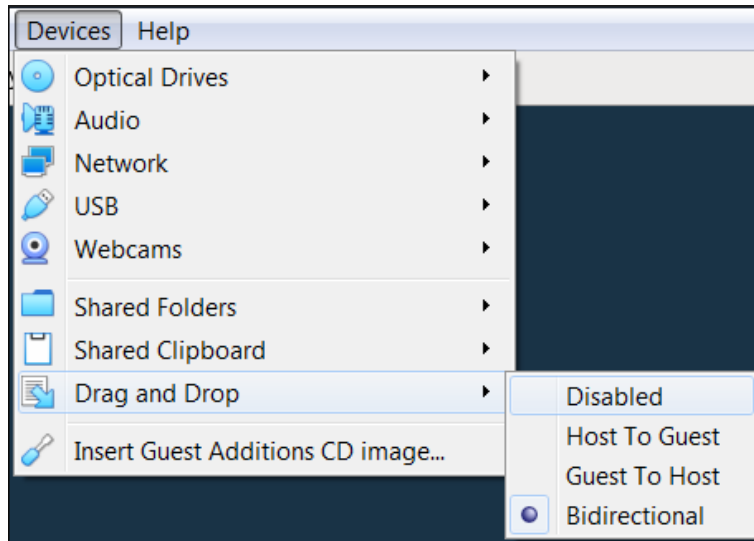 Devices Help
Optical Drives
Audio
Network
USB
Webcams
Shared Folders
Shared Clipboard
Drag and Drop
Insert Guest Additions CD image...
Disabled
Host To Guest
Guest To Host
Bidirectional